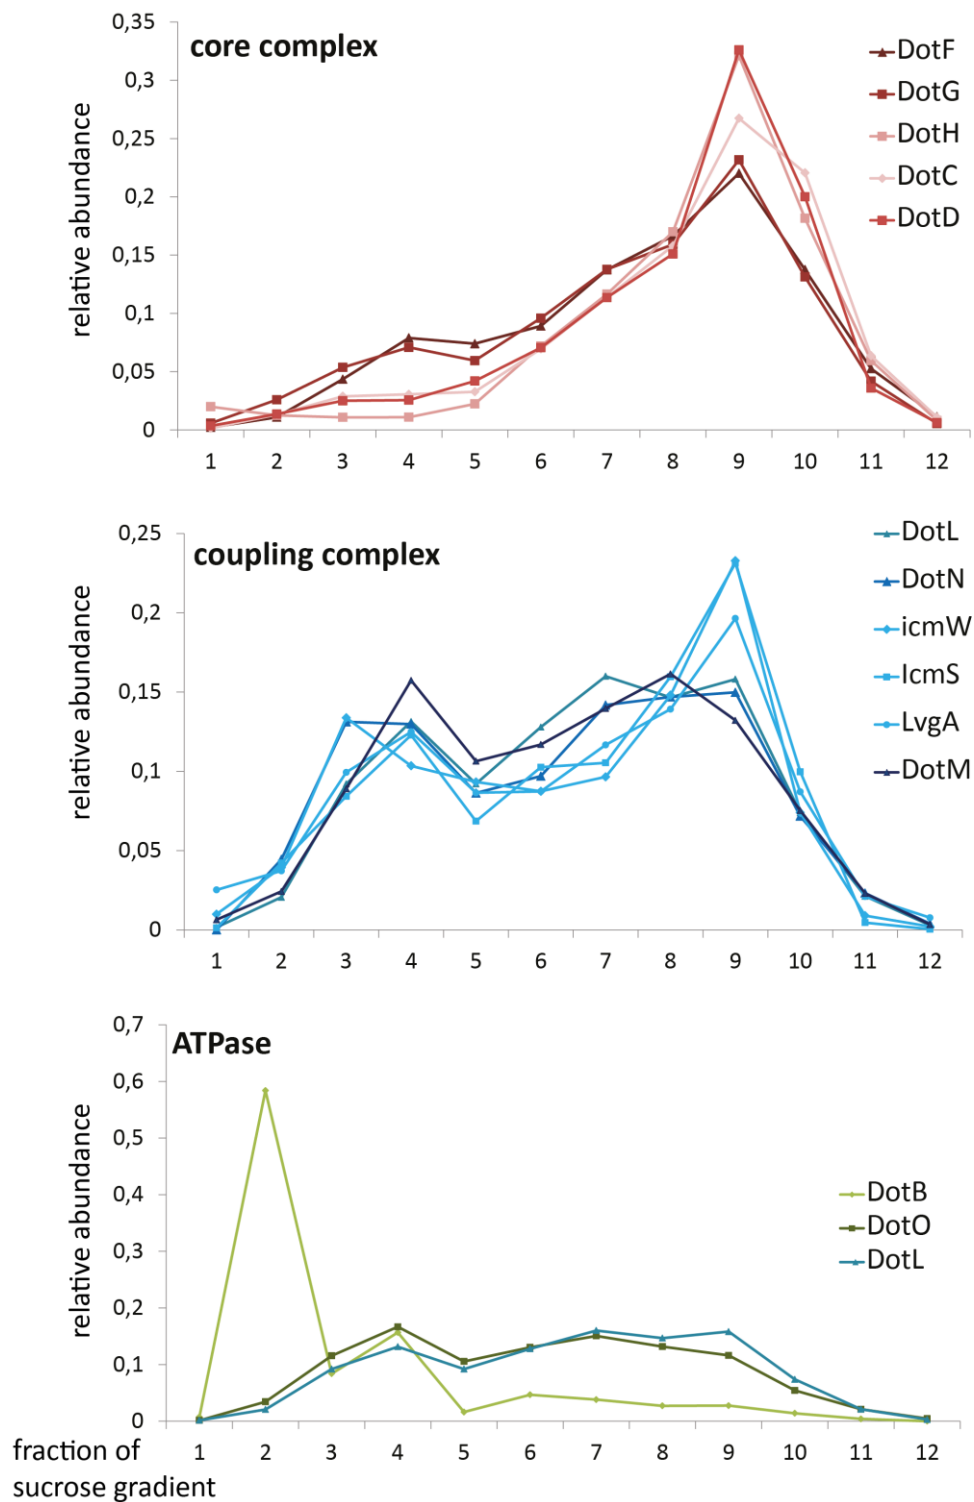 core complex
relative abundance
0,35
0,3
0,25
0,2
0,15
0,1
0,05
0
1 2 3 4 5 6 7 8 9 10 11 12
DotF
DotG
DotH
DotC
DotD
coupling complex
relative abundance
0,25
0,2
0,15
0,1
0,05
0
1 2 3 4 5 6 7 8 9 10 11 12
DotL
DotN
icmW
IcmS
LvgA
DotM
ATPase
relative abundance
0,7
0,6
0,5
0,4
0,3
0,2
0,1
0
1 2 3 4 5 6 7 8 9 10 11 12
DotB
DotO
DotL
fraction of
sucrose gradient